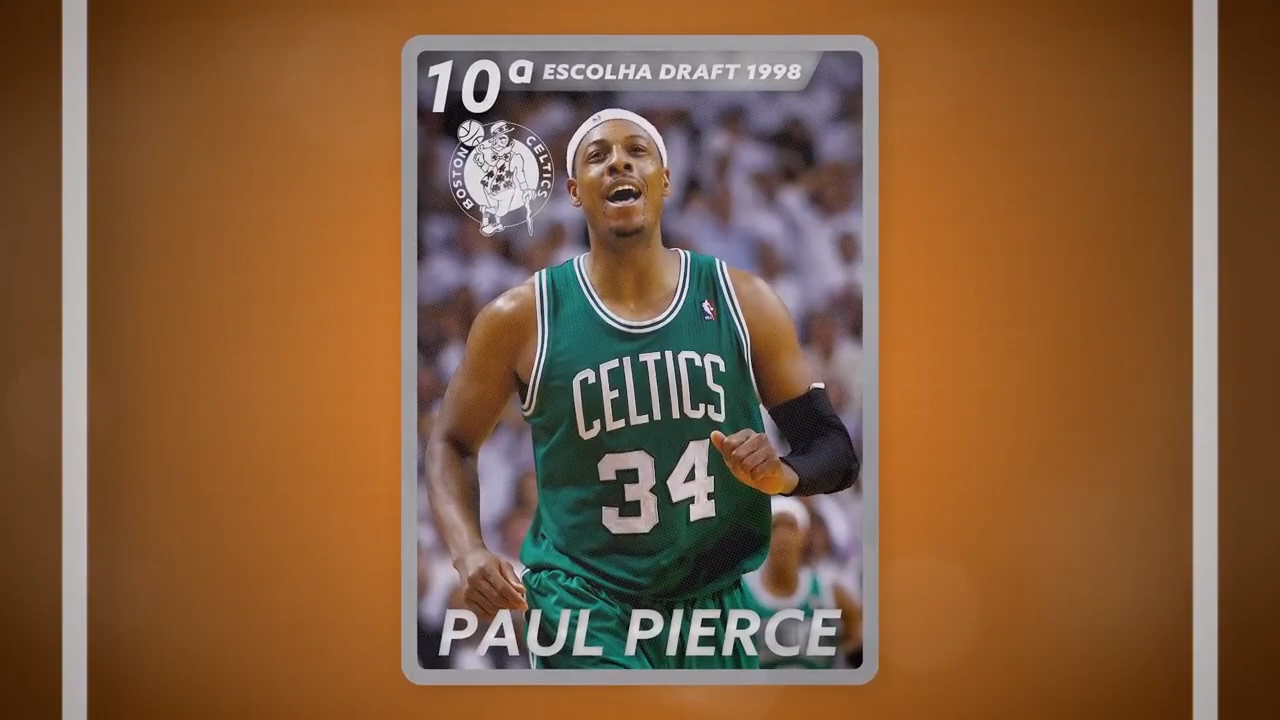 10ª ESCOLHA DRAFT 1998
BOSTON CELTICS
CELTICS
34
PAUL PIERCE